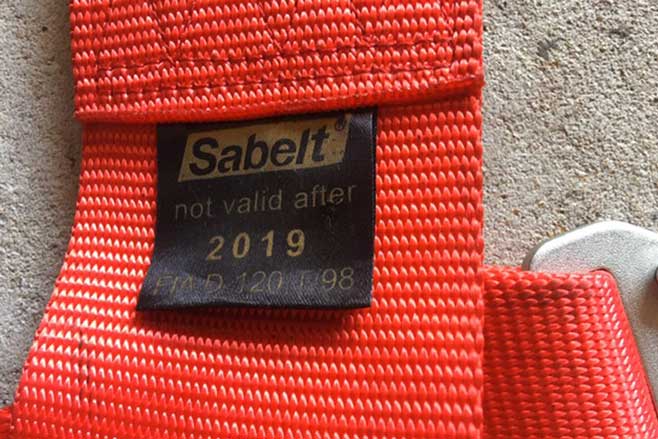 Sabelt®
not valid after
2019
FIA D 120 T/98